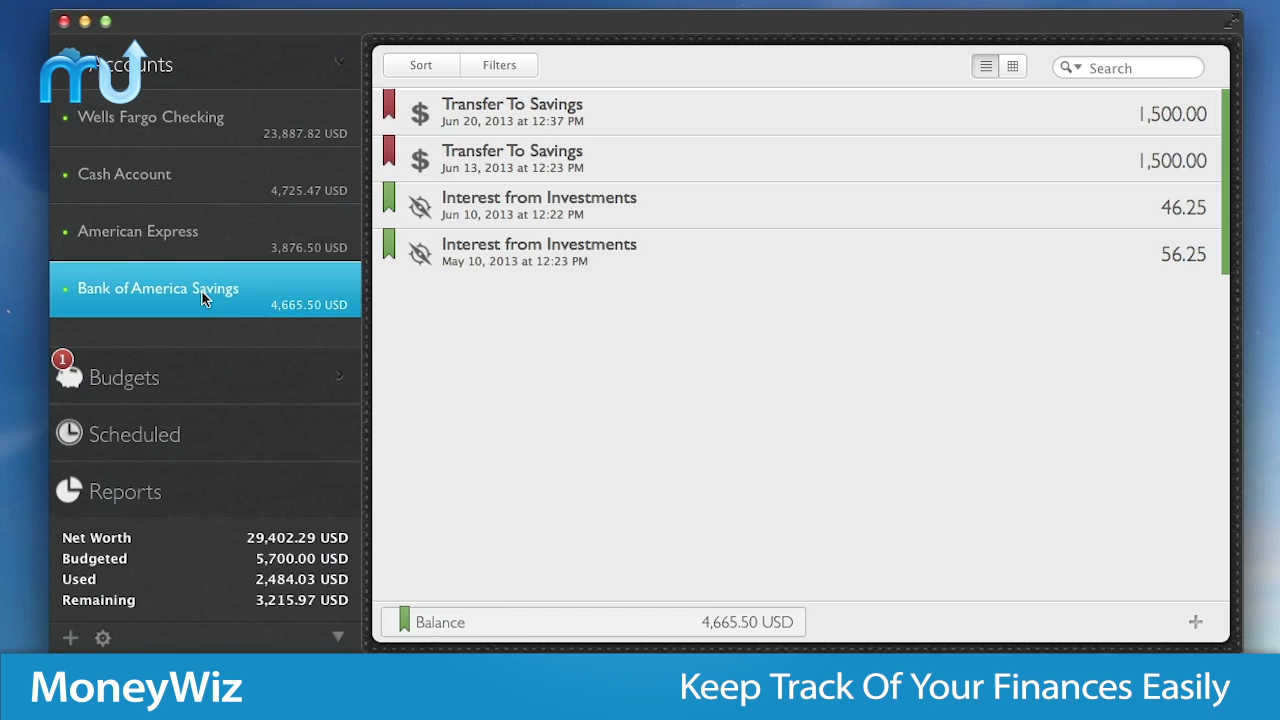 Accounts
Wells Fargo Checking
23,887.82 USD
Cash Account
4,725.47 USD
American Express
3,876.50 USD
Bank of America Savings
4,665.50 USD
1
Budgets
Scheduled
Reports
Net Worth 29,402.29 USD
Budgeted 5,700.00 USD
Used 2,484.03 USD
Remaining 3,215.97 USD
Sort Filters Search
Transfer To Savings
Jun 20, 2013 at 12:37 PM
1,500.00
Transfer To Savings
Jun 13, 2013 at 12:23 PM
1,500.00
Interest from Investments
Jun 10, 2013 at 12:22 PM
46.25
Interest from Investments
May 10, 2013 at 12:23 PM
56.25
Balance 4,665.50 USD
MoneyWiz Keep Track Of Your Finances Easily